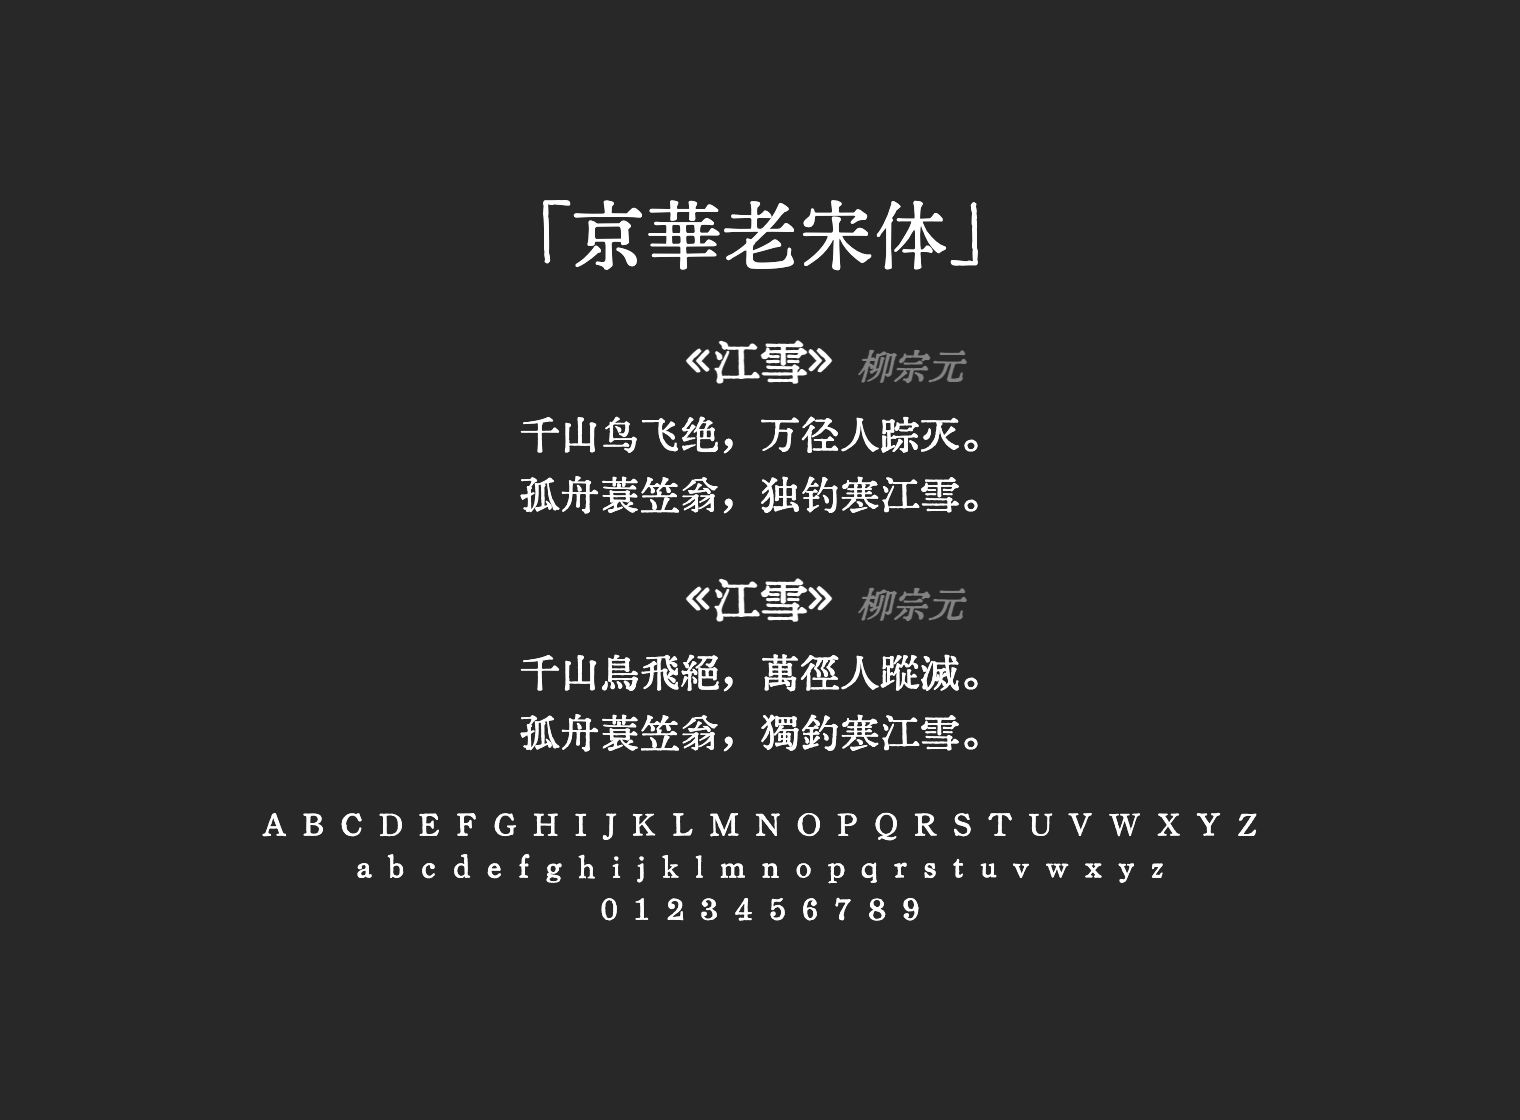 「京華老宋体」
《江雪》 柳宗元
千山鸟飞绝，万径人踪灭。
孤舟蓑笠翁，独钓寒江雪。
《江雪》 柳宗元
千山鳥飛絕，萬徑人蹤滅。
孤舟蓑笠翁，獨釣寒江雪。
A B C D E F G H I J K L M N O P Q R S T U V W X Y Z
a b c d e f g h i j k l m n o p q r s t u v w x y z
0 1 2 3 4 5 6 7 8 9